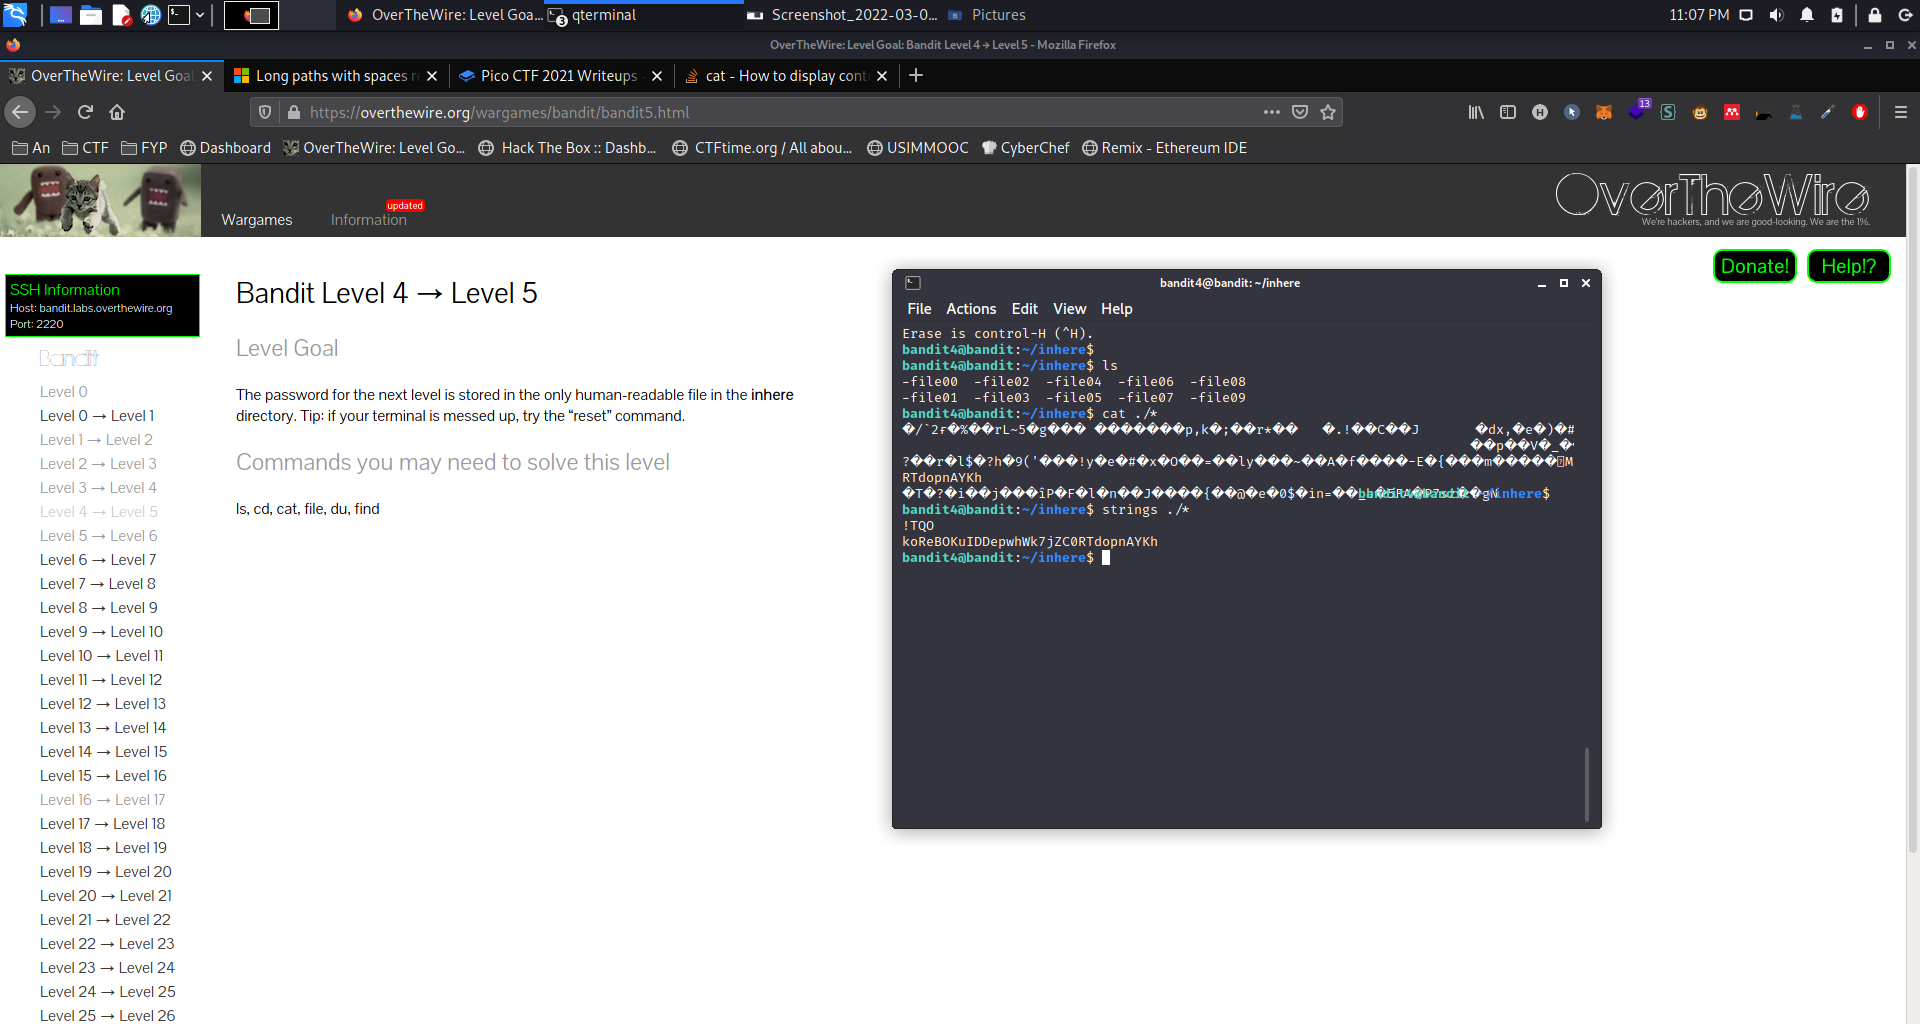 OverTheWire: Level Goa...
3
qterminal
Screenshot_2022-03-0...
Pictures
11:07 PM
OverTheWire: Level Goal: Bandit Level 4 → Level 5 - Mozilla Firefox
OverTheWire: Level Goal
Long paths with spaces re
Pico CTF 2021 Writeups
cat - How to display conte
https://overthewire.org/wargames/bandit/bandit5.html
13
An
CTF
FYP
Dashboard
OverTheWire: Level Go...
Hack The Box :: Dashb...
CTFtime.org / All abou...
USIMMOOC
CyberChef
Remix - Ethereum IDE
Wargames
Information
updated
OverTheWire
We're hackers, and we are good-looking. We are the 1%.
Donate!
Help!?
SSH Information
Host: bandit.labs.overthewire.org
Port: 2220
Bandit
Level 0
Level 0 → Level 1
Level 1 → Level 2
Level 2 → Level 3
Level 3 → Level 4
Level 4 → Level 5
Level 5 → Level 6
Level 6 → Level 7
Level 7 → Level 8
Level 8 → Level 9
Level 9 → Level 10
Level 10 → Level 11
Level 11 → Level 12
Level 12 → Level 13
Level 13 → Level 14
Level 14 → Level 15
Level 15 → Level 16
Level 16 → Level 17
Level 17 → Level 18
Level 18 → Level 19
Level 19 → Level 20
Level 20 → Level 21
Level 21 → Level 22
Level 22 → Level 23
Level 23 → Level 24
Level 24 → Level 25
Level 25 → Level 26
Bandit Level 4 → Level 5
Level Goal
The password for the next level is stored in the only human-readable file in the inhere
directory. Tip: if your terminal is messed up, try the “reset” command.
Commands you may need to solve this level
ls, cd, cat, file, du, find
bandit4@bandit: ~/inhere
File Actions Edit View Help
Erase is control-H (^H).
bandit4@bandit:~/inhere$
bandit4@bandit:~/inhere$ ls
-file00 -file02 -file04 -file06 -file08
-file01 -file03 -file05 -file07 -file09
bandit4@bandit:~/inhere$ cat ./*
�/`2ғ�%��rL~5�g��� �������p,k�;��r*�� �.!��C��J �dx,�e�)�#
��p��V�_�
?��r�l$�?h�9('���!y�e�#�x�O��=��ly���~��A�f����-E�{���m�����M
RTdopnAYKh
�T�?�i��j���îP�F�l�n��J����{��@�e�0$�in=��
inhere$
bandit4@bandit:~/inhere$ strings ./*
!TQO
koReBOKuIDDepwhWk7jZC0RTdopnAYKh
bandit4@bandit:~/inhere$